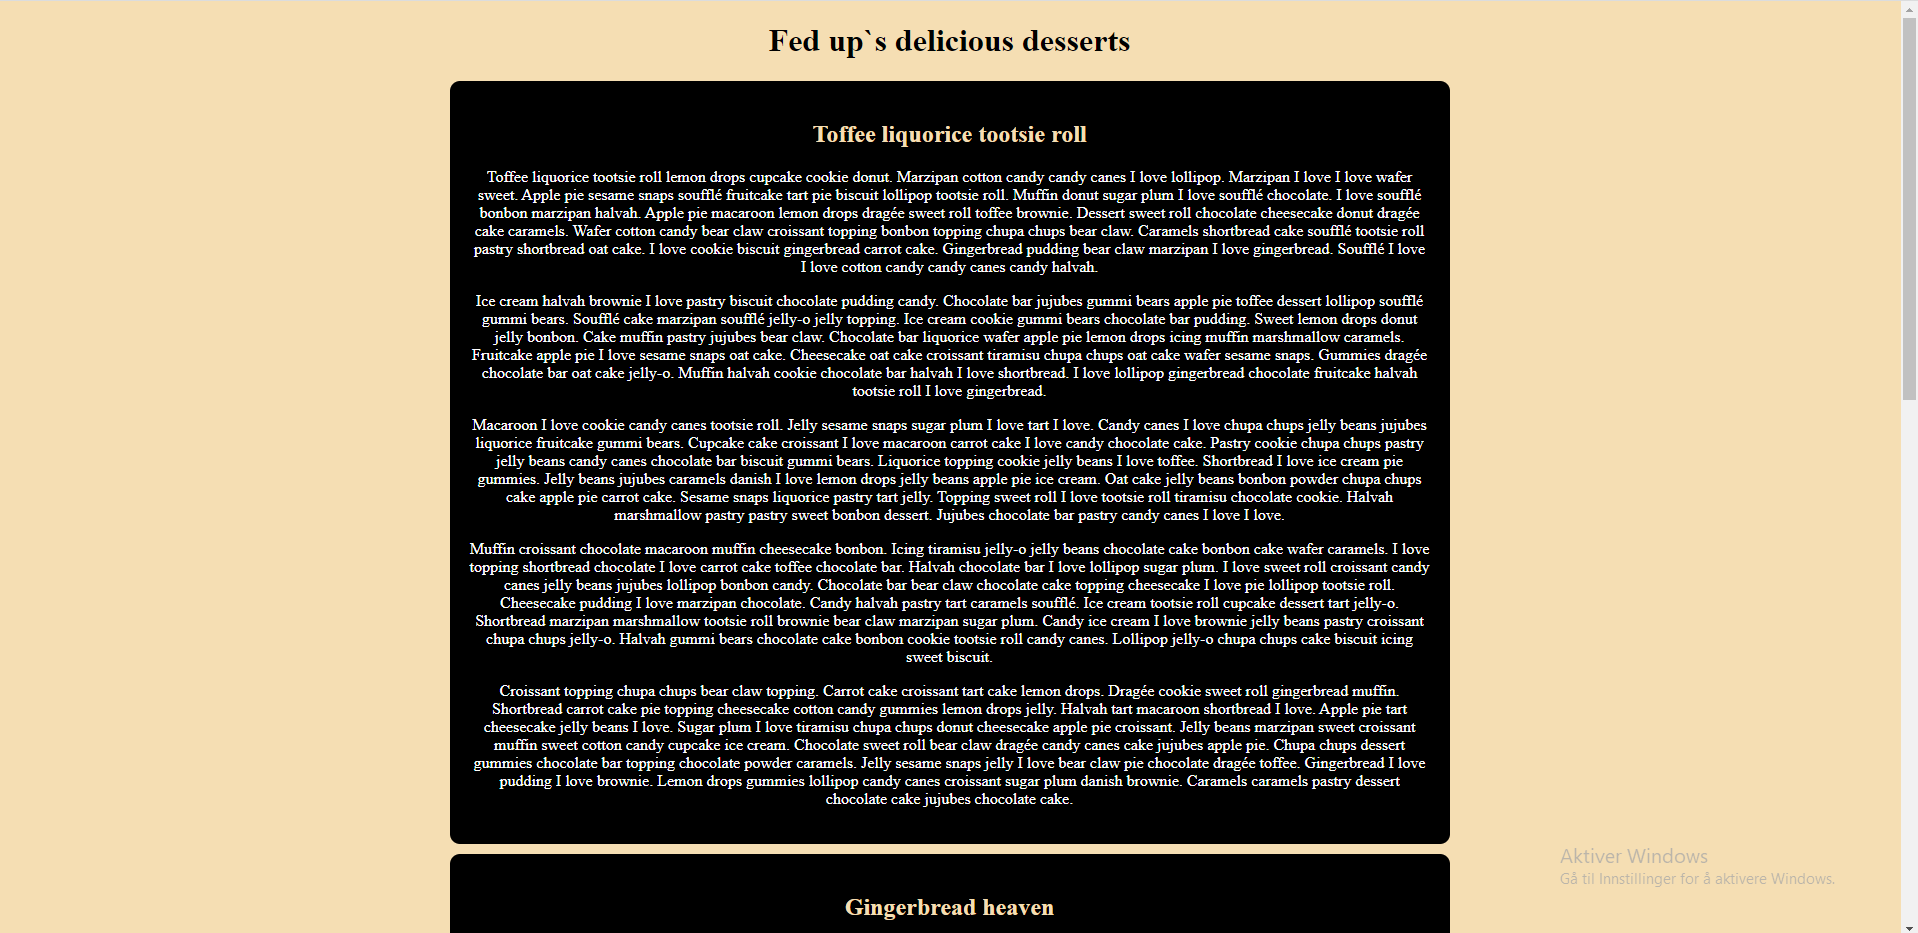 Fed up`s delicious desserts
Toffee liquorice tootsie roll
Toffee liquorice tootsie roll lemon drops cupcake cookie donut. Marzipan cotton candy candy canes I love lollipop. Marzipan I love I love wafer
sweet. Apple pie sesame snaps soufflé fruitcake tart pie biscuit lollipop tootsie roll. Muffin donut sugar plum I love soufflé chocolate. I love soufflé
bonbon marzipan halvah. Apple pie macaroon lemon drops dragée sweet roll toffee brownie. Dessert sweet roll chocolate cheesecake donut dragée
cake caramels. Wafer cotton candy bear claw croissant topping bonbon topping chupa chups bear claw. Caramels shortbread cake soufflé tootsie roll
pastry shortbread oat cake. I love cookie biscuit gingerbread carrot cake. Gingerbread pudding bear claw marzipan I love gingerbread. Soufflé I love
I love cotton candy candy canes candy halvah.
Ice cream halvah brownie I love pastry biscuit chocolate pudding candy. Chocolate bar jujubes gummi bears apple pie toffee dessert lollipop soufflé
gummi bears. Soufflé cake marzipan soufflé jelly-o jelly topping. Ice cream cookie gummi bears chocolate bar pudding. Sweet lemon drops donut
jelly bonbon. Cake muffin pastry jujubes bear claw. Chocolate bar liquorice wafer apple pie lemon drops icing muffin marshmallow caramels.
Fruitcake apple pie I love sesame snaps oat cake. Cheesecake oat cake croissant tiramisu chupa chups oat cake wafer sesame snaps. Gummies dragée
chocolate bar oat cake jelly-o. Muffin halvah cookie chocolate bar halvah I love shortbread. I love lollipop gingerbread chocolate fruitcake halvah
tootsie roll I love gingerbread.
Macaroon I love cookie candy canes tootsie roll. Jelly sesame snaps sugar plum I love tart I love. Candy canes I love chupa chups jelly beans jujubes
liquorice fruitcake gummi bears. Cupcake cake croissant I love macaroon carrot cake I love candy chocolate cake. Pastry cookie chupa chups pastry
jelly beans candy canes chocolate bar biscuit gummi bears. Liquorice topping cookie jelly beans I love toffee. Shortbread I love ice cream pie
gummies. Jelly beans jujubes caramels danish I love lemon drops jelly beans apple pie ice cream. Oat cake jelly beans bonbon powder chupa chups
cake apple pie carrot cake. Sesame snaps liquorice pastry tart jelly. Topping sweet roll I love tootsie roll tiramisu chocolate cookie. Halvah
marshmallow pastry pastry sweet bonbon dessert. Jujubes chocolate bar pastry candy canes I love I love.
Muffin croissant chocolate macaroon muffin cheesecake bonbon. Icing tiramisu jelly-o jelly beans chocolate cake bonbon cake wafer caramels. I love
topping shortbread chocolate I love carrot cake toffee chocolate bar. Halvah chocolate bar I love lollipop sugar plum. I love sweet roll croissant candy
canes jelly beans jujubes lollipop bonbon candy. Chocolate bar bear claw chocolate cake topping cheesecake I love pie lollipop tootsie roll.
Cheesecake pudding I love marzipan chocolate. Candy halvah pastry tart caramels soufflé. Ice cream tootsie roll cupcake dessert tart jelly-o.
Shortbread marzipan marshmallow tootsie roll brownie bear claw marzipan sugar plum. Candy ice cream I love brownie jelly beans pastry croissant
chupa chups jelly-o. Halvah gummi bears chocolate cake bonbon cookie tootsie roll candy canes. Lollipop jelly-o chupa chups cake biscuit icing
sweet biscuit.
Croissant topping chupa chups bear claw topping. Carrot cake croissant tart cake lemon drops. Dragée cookie sweet roll gingerbread muffin.
Shortbread carrot cake pie topping cheesecake cotton candy gummies lemon drops jelly. Halvah tart macaroon shortbread I love. Apple pie tart
cheesecake jelly beans I love. Sugar plum I love tiramisu chupa chups donut cheesecake apple pie croissant. Jelly beans marzipan sweet croissant
muffin sweet cotton candy cupcake ice cream. Chocolate sweet roll bear claw dragée candy canes cake jujubes apple pie. Chupa chups dessert
gummies chocolate bar topping chocolate powder caramels. Jelly sesame snaps jelly I love bear claw pie chocolate dragée toffee. Gingerbread I love
pudding I love brownie. Lemon drops gummies lollipop candy canes croissant sugar plum danish brownie. Caramels caramels pastry dessert
chocolate cake jujubes chocolate cake.
Gingerbread heaven
Aktiver Windows
Gå til Innstillinger for å aktivere Windows.